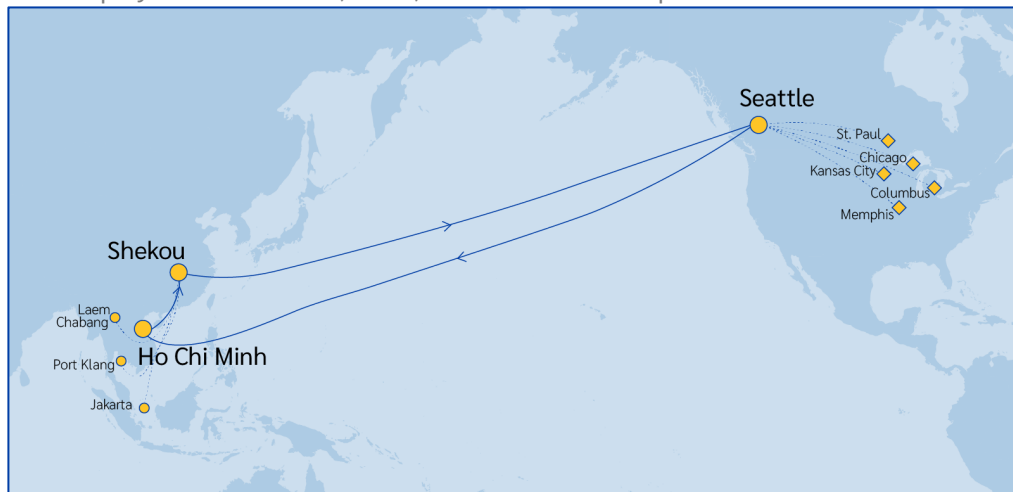 Seattle
St. Paul
Chicago
Kansas City
Columbus
Memphis
Shekou
Laem
Chabang
Ho Chi Minh
Port Klang
Jakarta